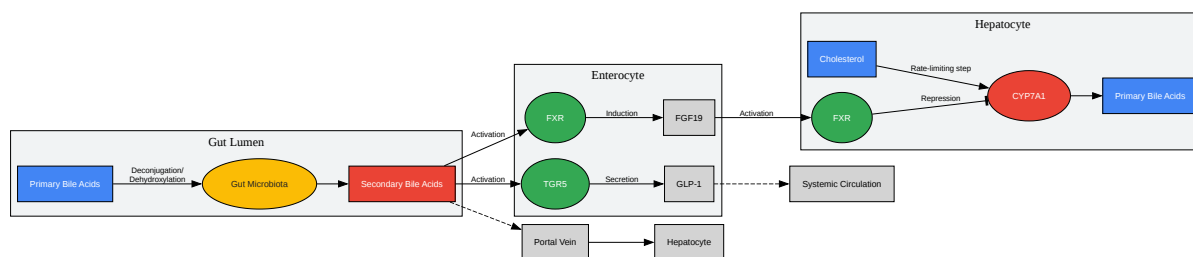 Hepatocyte
Cholesterol
Rate-limiting step
CYP7A1
Primary Bile Acids
Repression
FXR
Enterocyte
FXR
Induction
FGF19
Activation
Activation
Gut Lumen
Primary Bile Acids
Deconjugation/
Dehydroxylation
Gut Microbiota
Secondary Bile Acids
Activation
TGR5
Secretion
GLP-1
Systemic Circulation
Portal Vein
Hepatocyte